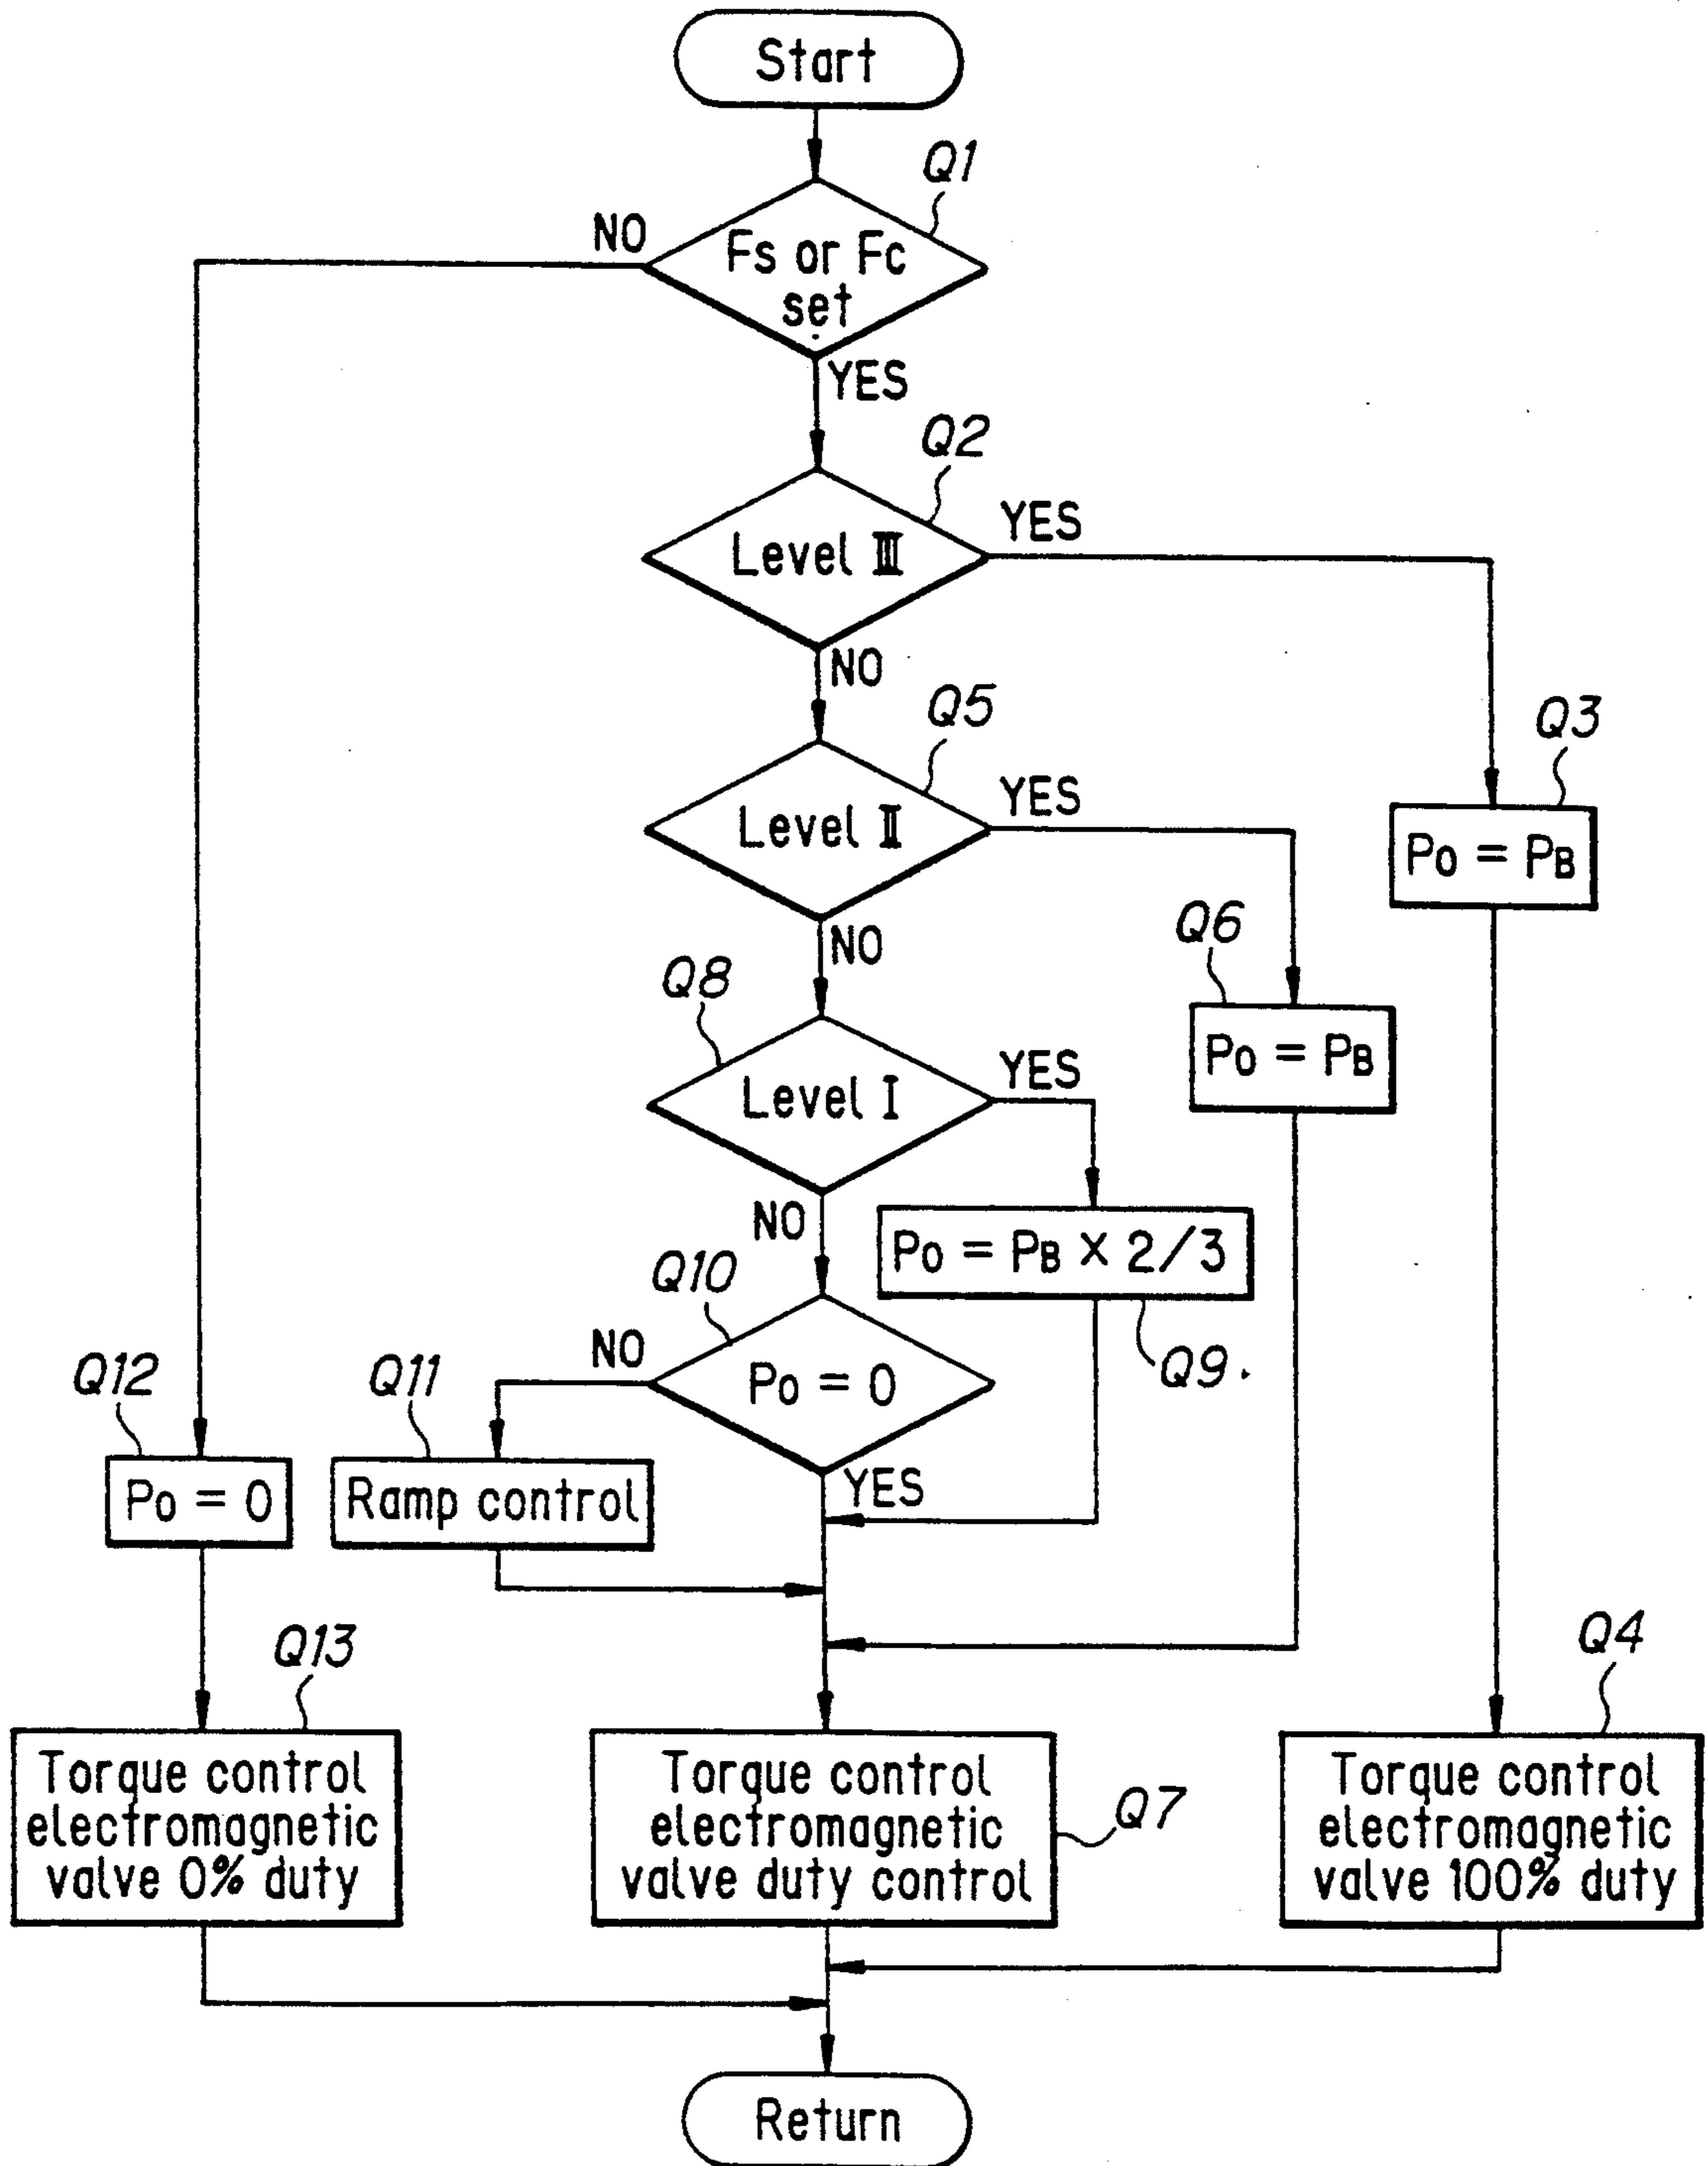 Start
Q1
NO
Fs or Fc
set
YES
Q2
YES
Level III
NO
Q5
Q3
YES
Level II
Po = PB
NO
Q6
Q8
Po = PB
YES
Level I
NO
Po = PB × 2/3
Q10
NO
Q9
Q12
Q11
Po = 0
Po = 0
Ramp control
YES
Q13
Q4
Torque control
electromagnetic
valve 0% duty
Torque control
electromagnetic
valve duty control
Q7
Torque control
electromagnetic
valve 100% duty
Return